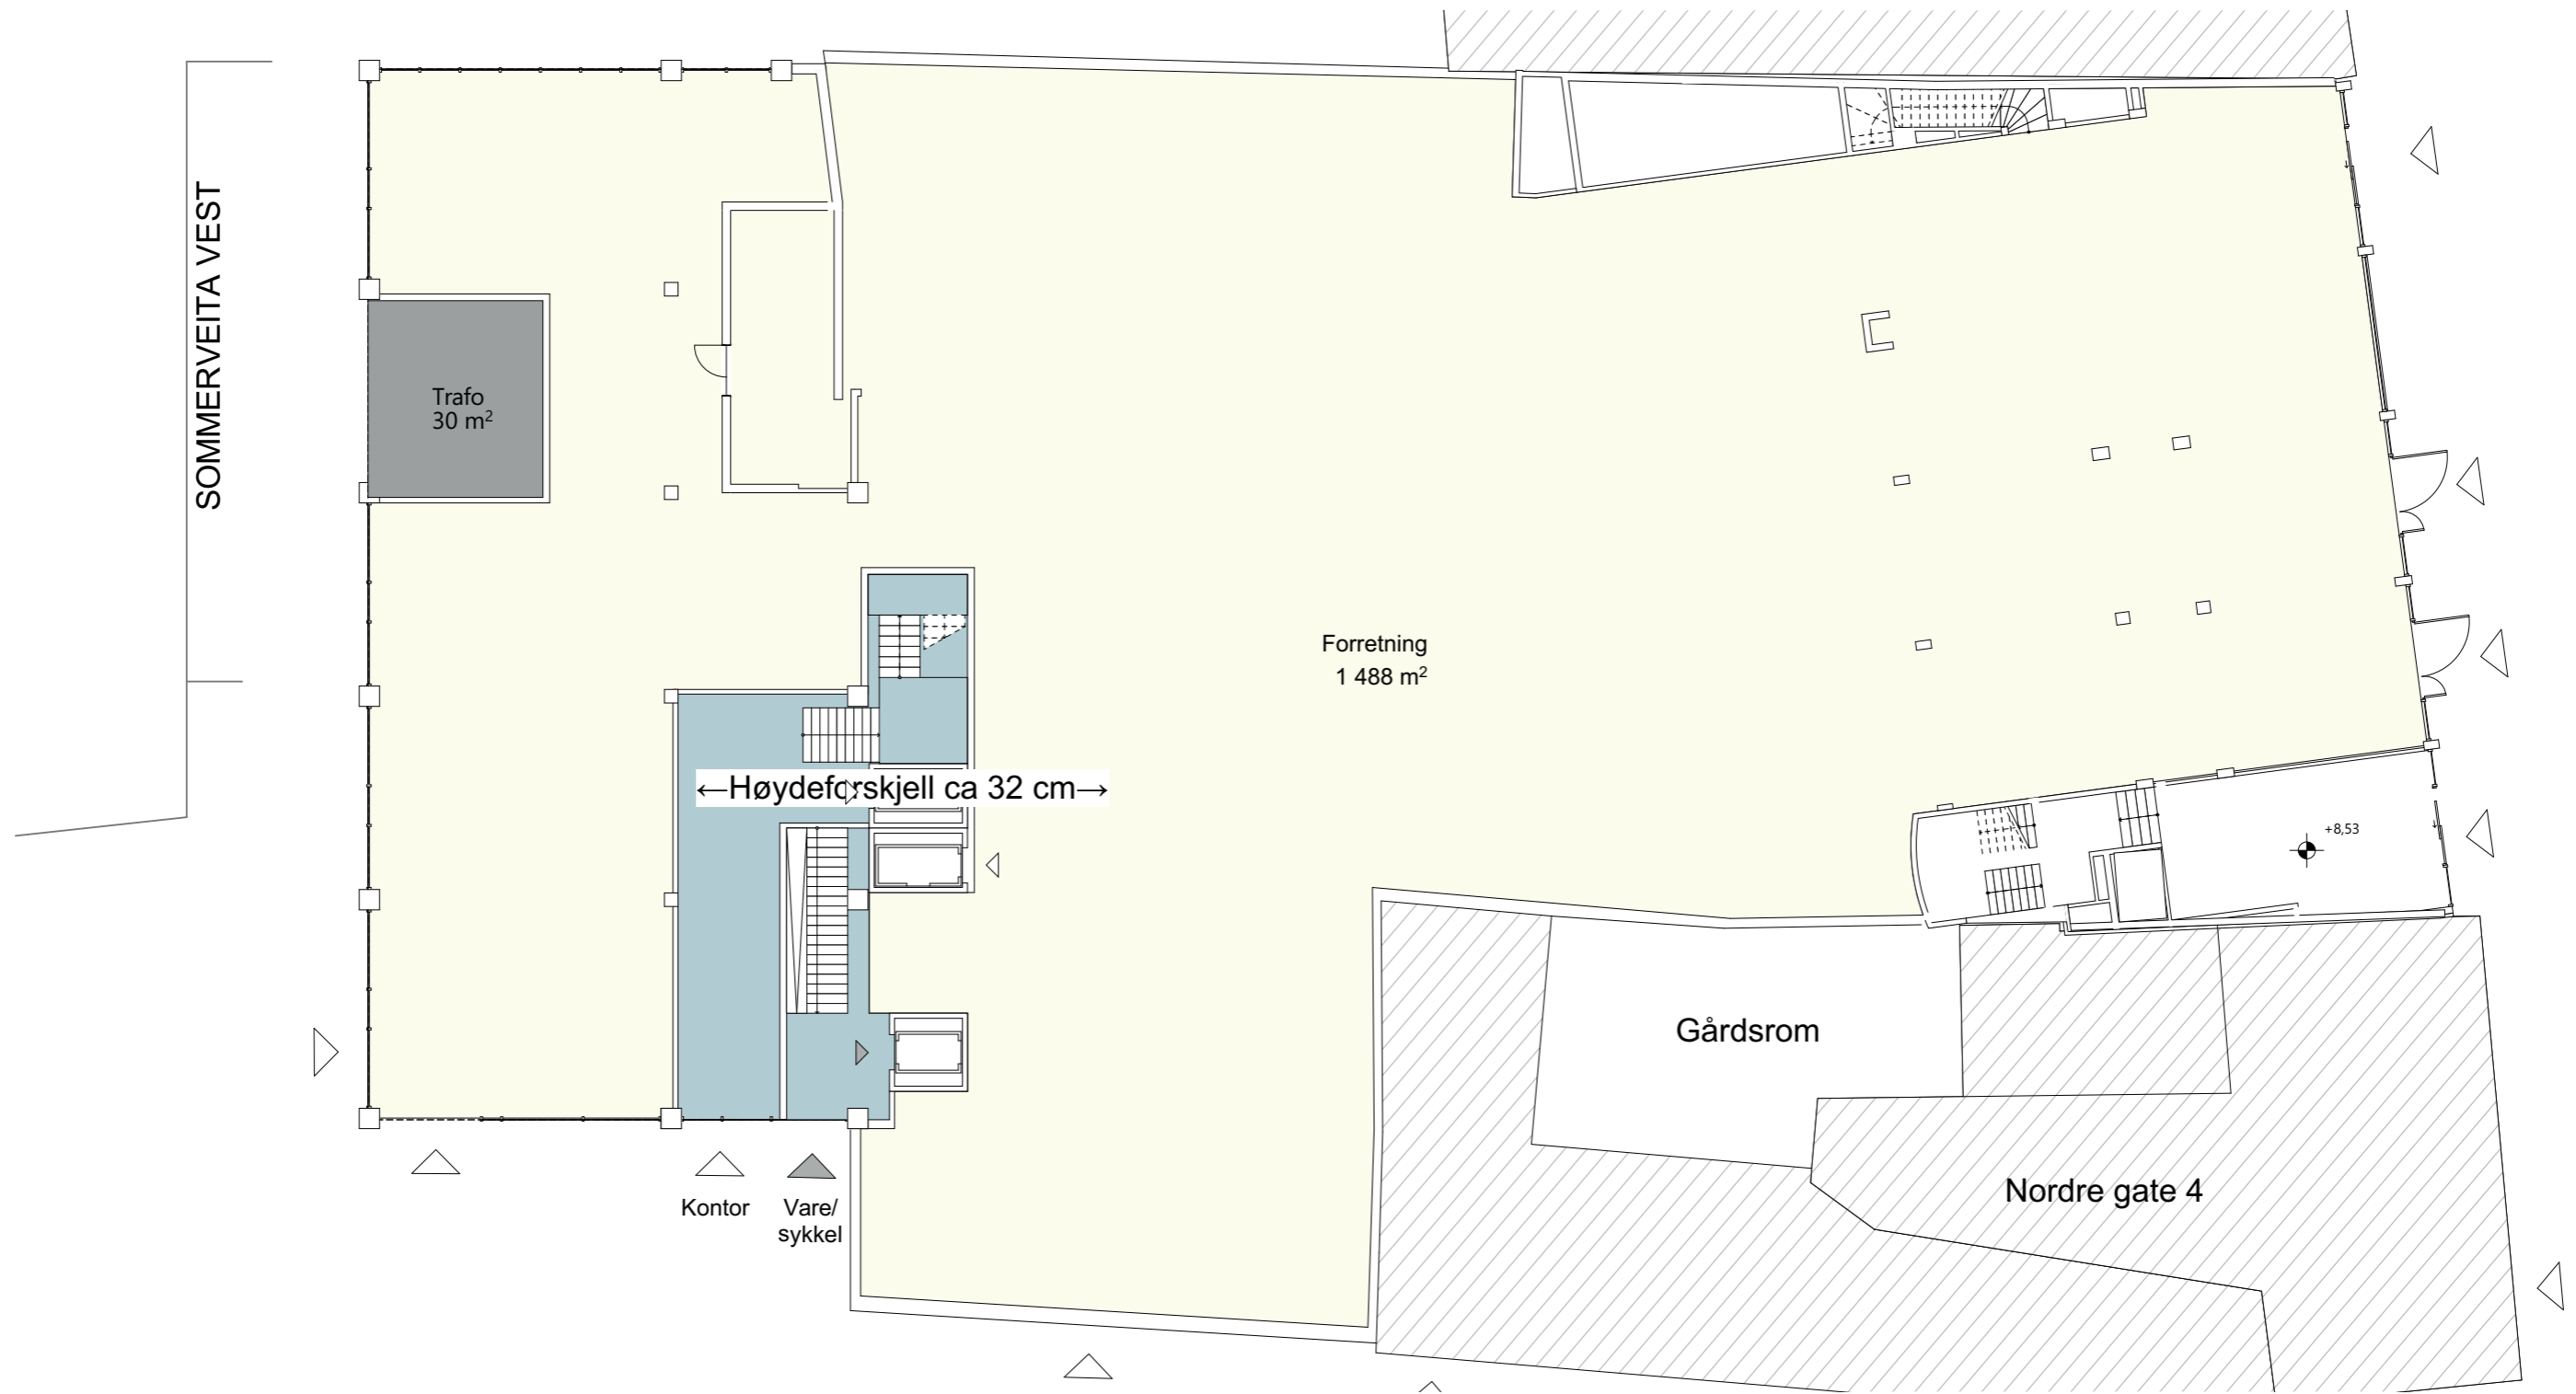 SOMMERVEITA VEST
Trafo
30 m²
Forretning
1 488 m²
←Høydeforskjell ca 32 cm→
+8,53
Gårdsrom
Nordre gate 4
Kontor
Vare/
sykkel